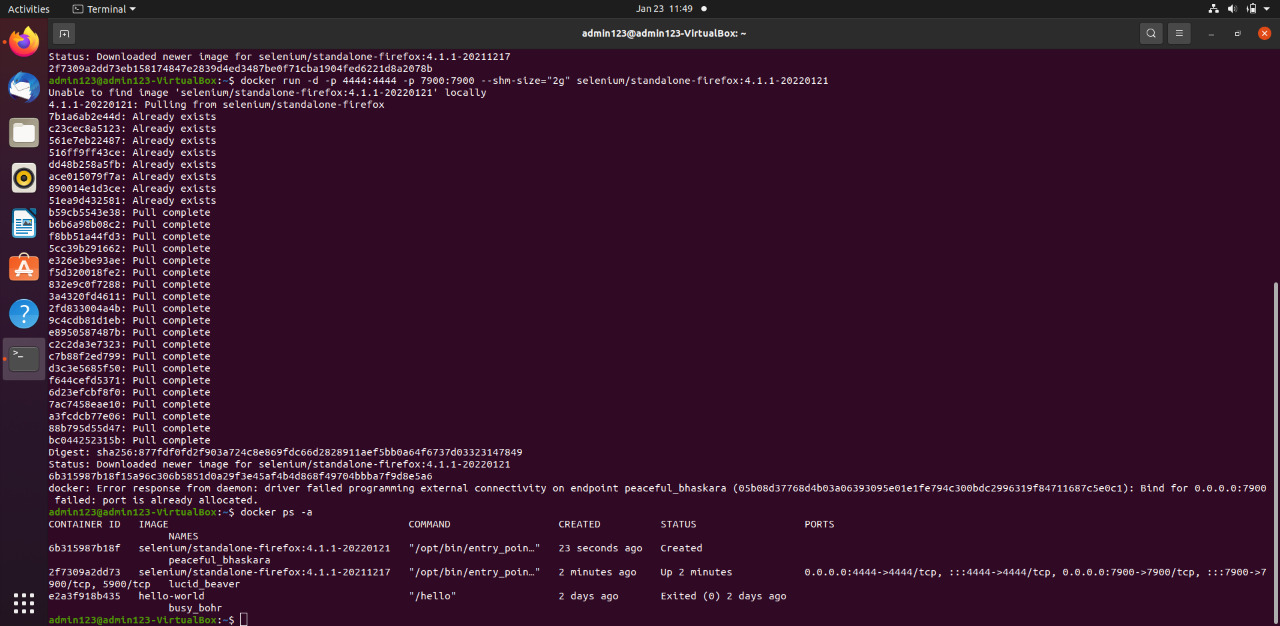 Activities
Terminal
Jan 23 11:49
admin123@admin123-VirtualBox: ~
Status: Downloaded newer image for selenium/standalone-firefox:4.1.1-20211217
2f7309a2dd73eb158174847e2839d4ed3487be0f71cba1904fed6221d8a2078b
admin123@admin123-VirtualBox:~$ docker run -d -p 4444:4444 -p 7900:7900 --shm-size="2g" selenium/standalone-firefox:4.1.1-20220121
Unable to find image 'selenium/standalone-firefox:4.1.1-20220121' locally
4.1.1-20220121: Pulling from selenium/standalone-firefox
7b1a6ab2e44d: Already exists
c23cec8a5123: Already exists
561e7eb22487: Already exists
516ff9ff43ce: Already exists
dd48b258a5fb: Already exists
ace015079f7a: Already exists
890014e1d3ce: Already exists
51ea9d432581: Already exists
b59cb5543e38: Pull complete
b6b6a98b08c2: Pull complete
f8bb51a44fd3: Pull complete
5cc39b291662: Pull complete
e326e3be93ae: Pull complete
f5d320018fe2: Pull complete
832e9c0f7288: Pull complete
3a4320fd4611: Pull complete
2fd833004a4b: Pull complete
9c4cdb81d1eb: Pull complete
e8950587487b: Pull complete
c2c2da3e7323: Pull complete
c7b88f2ed799: Pull complete
d3c3e5685f50: Pull complete
f644cefd5371: Pull complete
6d23efcbf8f0: Pull complete
7ac7458eae10: Pull complete
a3fcdcb77e06: Pull complete
88b795d55d47: Pull complete
bc044252315b: Pull complete
Digest: sha256:877fdf0fd2f903a724c8e869fdc66d2828911aef5bb0a64f6737d03323147849
Status: Downloaded newer image for selenium/standalone-firefox:4.1.1-20220121
6b315987b18f15a96c306b5851d0a29f3e45af4b4d868f49704bbba7f9d8e5a6
docker: Error response from daemon: driver failed programming external connectivity on endpoint peaceful_bhaskara (05b08d37768d4b03a06393095e01e1fe794c300bdc2996319f84711687c5e0c1): Bind for 0.0.0.0:7900
 failed: port is already allocated.
admin123@admin123-VirtualBox:~$ docker ps -a
CONTAINER ID   IMAGE   COMMAND   CREATED   STATUS   PORTS
NAMES
6b315987b18f   selenium/standalone-firefox:4.1.1-20220121   "/opt/bin/entry_poin…"   23 seconds ago   Created
peaceful_bhaskara
2f7309a2dd73   selenium/standalone-firefox:4.1.1-20211217   "/opt/bin/entry_poin…"   2 minutes ago   Up 2 minutes   0.0.0.0:4444->4444/tcp, :::4444->4444/tcp, 0.0.0.0:7900->7900/tcp, :::7900->7
900/tcp, 5900/tcp   lucid_beaver
e2a3f918b435   hello-world   "/hello"   2 days ago   Exited (0) 2 days ago
busy_bohr
admin123@admin123-VirtualBox:~$